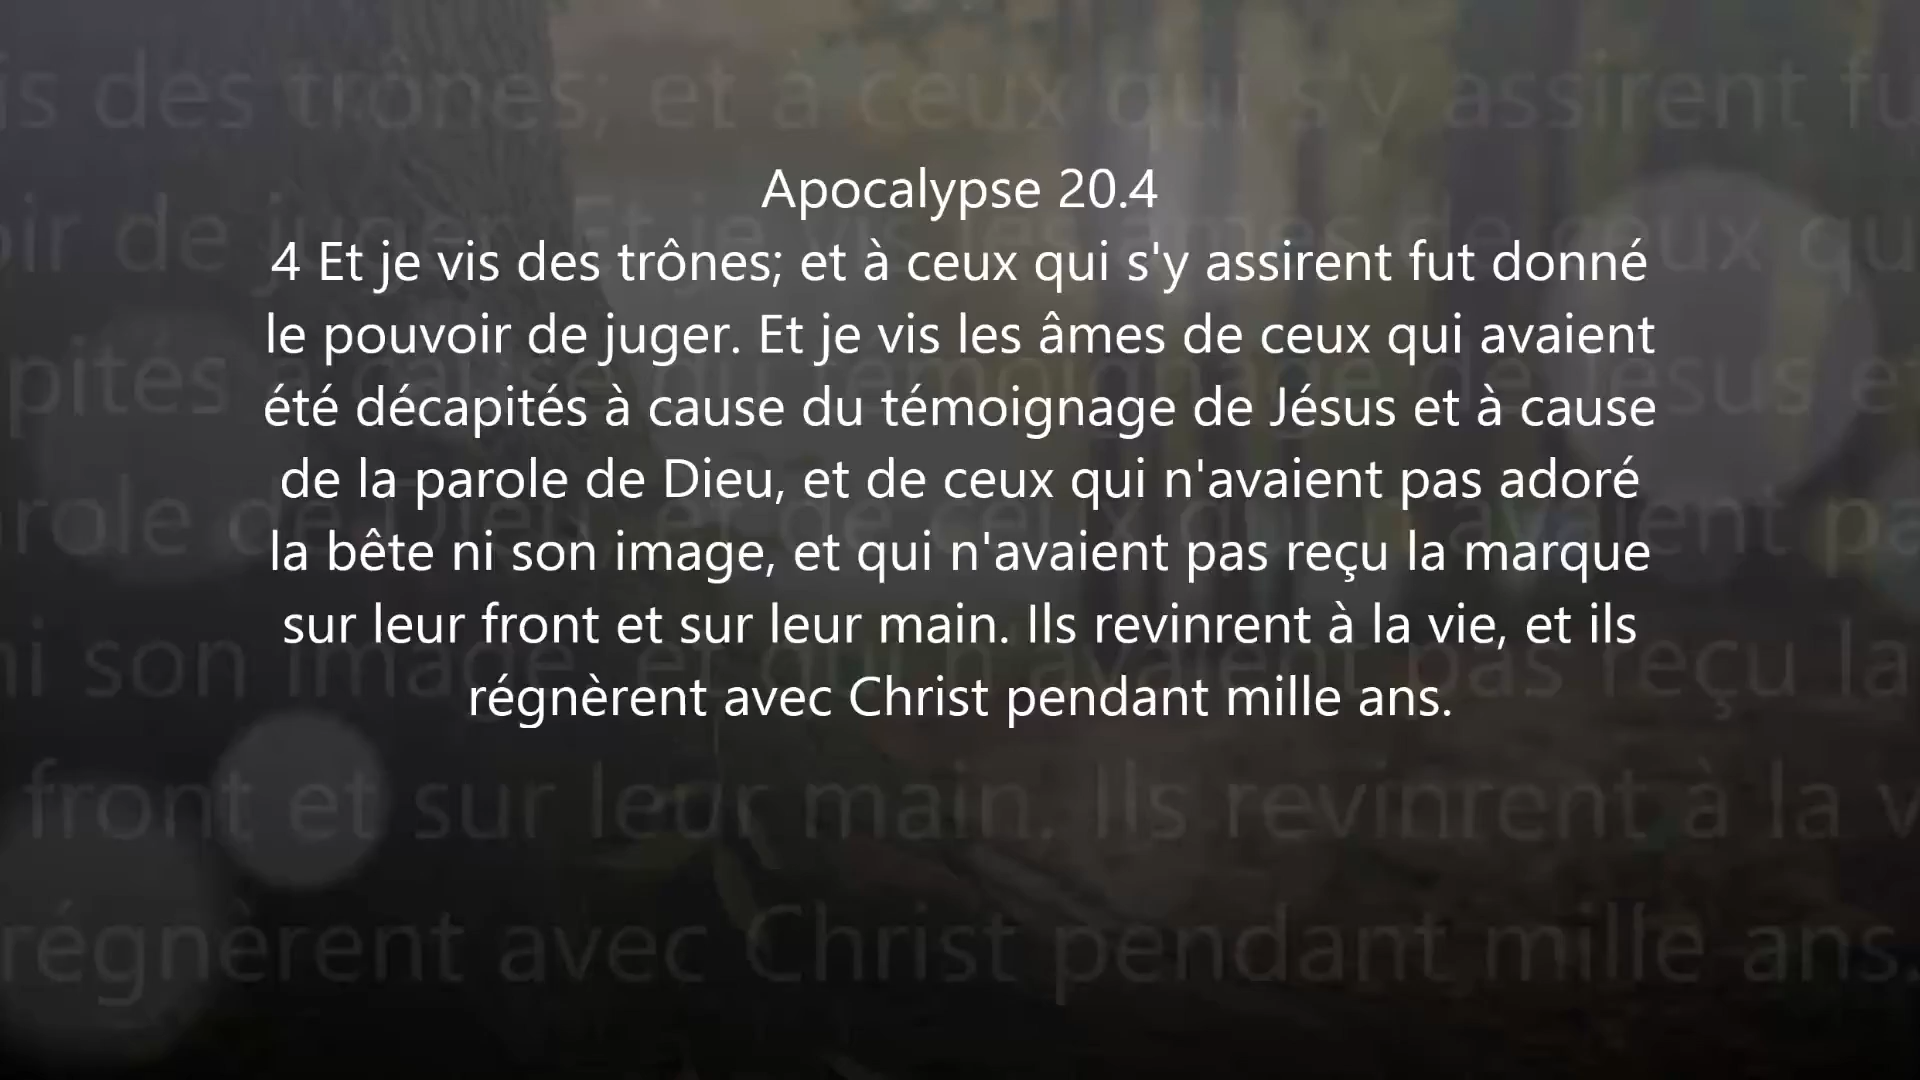 Apocalypse 20.4
4 Et je vis des trônes; et à ceux qui s'y assirent fut donné
le pouvoir de juger. Et je vis les âmes de ceux qui avaient
été décapités à cause du témoignage de Jésus et à cause
de la parole de Dieu, et de ceux qui n'avaient pas adoré
la bête ni son image, et qui n'avaient pas reçu la marque
sur leur front et sur leur main. Ils revinrent à la vie, et ils
régnèrent avec Christ pendant mille ans.